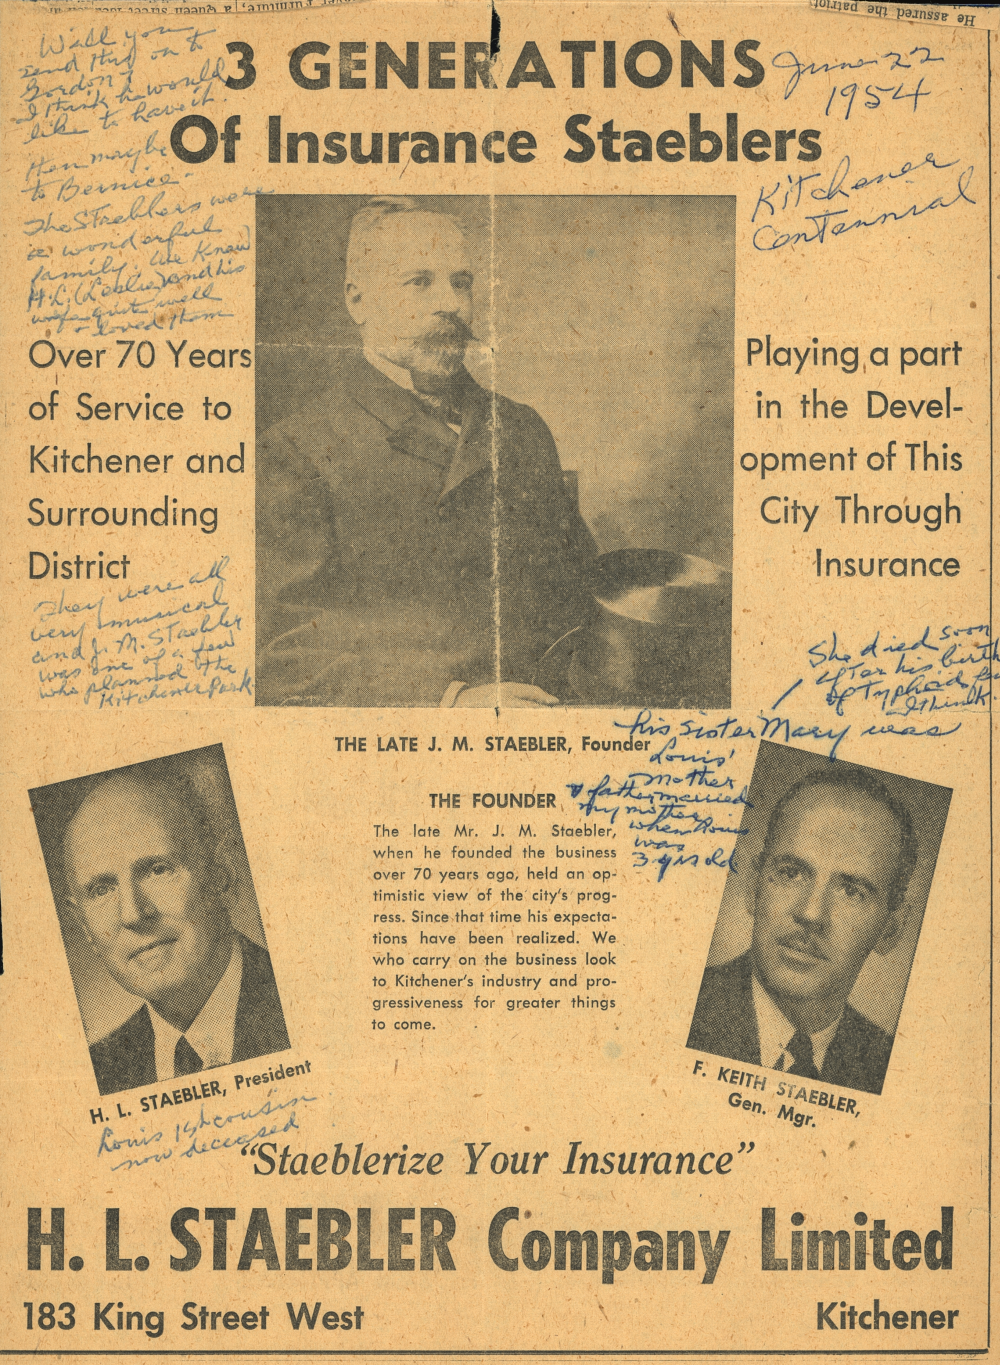 He assured the patriot
3 GENERATIONS
Of Insurance Staeblers
June 22
1954
Kitchener
Centennial
Will you
send this on to
Gordon?
I think he would
like to have it.
then maybe
to Bernice.
The Staeblers were
a wonderful
family. We knew
H.L. (Leslie) and his
wife quite well
& loved them
Over 70 Years
of Service to
Kitchener and
Surrounding
District
Playing a part
in the Devel-
opment of This
City Through
Insurance
They were all
very musical
and J. M. Staebler
was one of a few
who planned the
Kitchener Park.
She died soon
after his birth
of Typhoid fe
I think
his sister Mary was
Louis'
Mother
& father married
my mother
when Louis
was
3 yrs old
THE LATE J. M. STAEBLER, Founder
THE FOUNDER
The late Mr. J. M. Staebler,
when he founded the business
over 70 years ago, held an op-
timistic view of the city's prog-
ress. Since that time his expecta-
tions have been realized. We
who carry on the business look
to Kitchener's industry and pro-
gressiveness for greater things
to come.
H. L. STAEBLER, President
Louis 1st cousin
now deceased
F. KEITH STAEBLER,
Gen. Mgr.
"Staeblerize Your Insurance"
H. L. STAEBLER Company Limited
183 King Street West
Kitchener